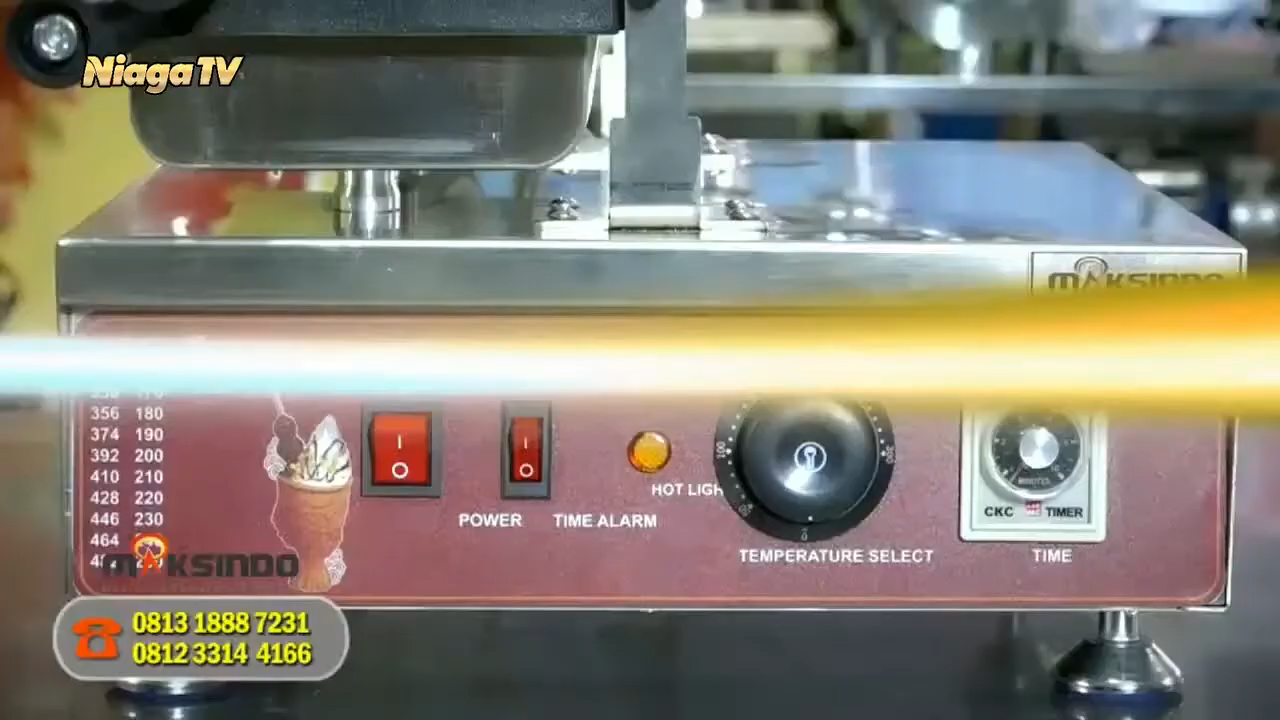 NiagaTV
MAKSINDO
356 180
374 190
392 200
410 210
428 220
446 230
464
I
O
I
O
HOT LIGH
POWER
TIME ALARM
TEMPERATURE SELECT
MINUTES
CKC TIMER
TIME
MAKSINDO
0813 1888 7231
0812 3314 4166